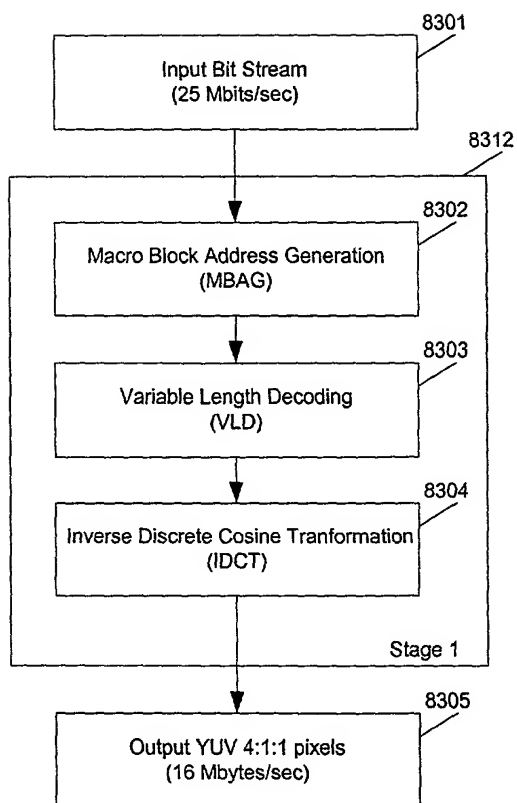 8301
Input Bit Stream
(25 Mbits/sec)
8312
8302
Macro Block Address Generation
(MBAG)
8303
Variable Length Decoding
(VLD)
8304
Inverse Discrete Cosine Tranformation
(IDCT)
Stage 1
8305
Output YUV 4:1:1 pixels
(16 Mbytes/sec)